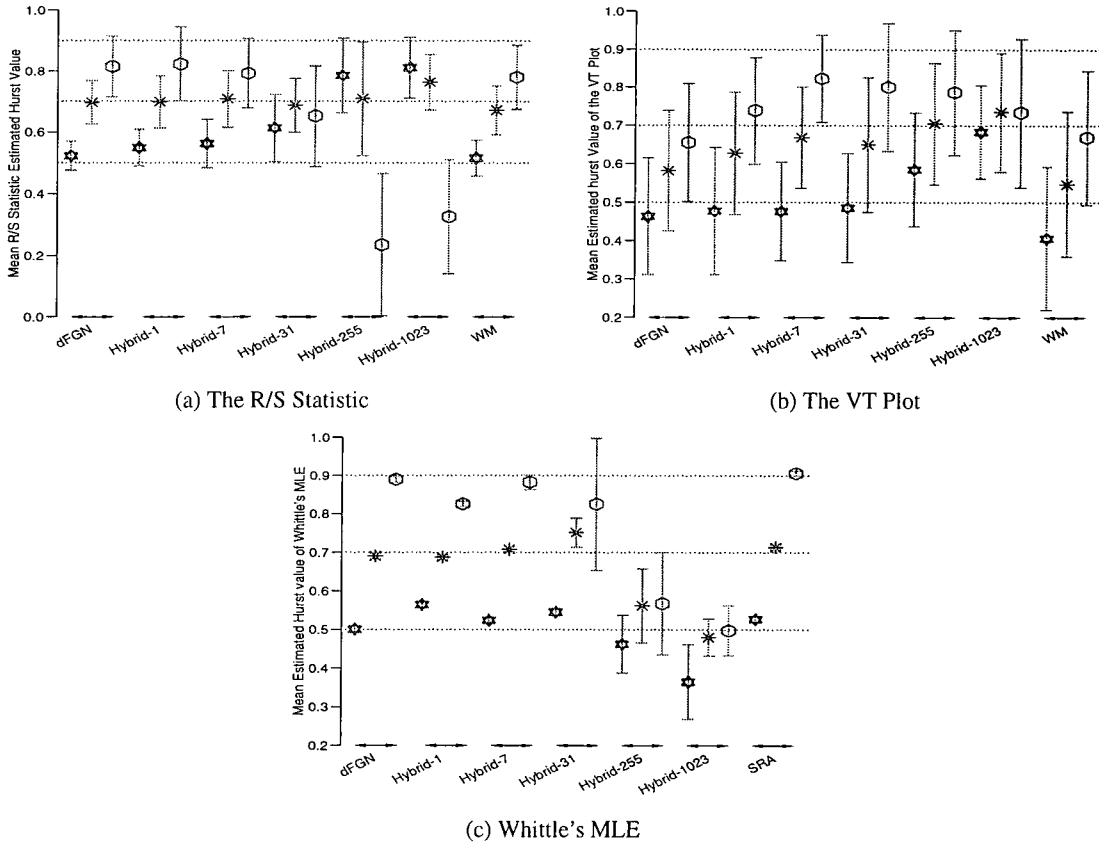 Mean R/S Statistic Estimated Hurst Value
1.0
0.8
0.6
0.4
0.2
0.0
dFGN
Hybrid-1
Hybrid-7
Hybrid-31
Hybrid-255
Hybrid-1023
WM
(a) The R/S Statistic
Mean Estimated hurst Value of the VT Plot
1.0
0.9
0.8
0.7
0.6
0.5
0.4
0.3
0.2
dFGN
Hybrid-1
Hybrid-7
Hybrid-31
Hybrid-255
Hybrid-1023
WM
(b) The VT Plot
Mean Estimated Hurst value of Whittle's MLE
1.0
0.9
0.8
0.7
0.6
0.5
0.4
0.3
0.2
dFGN
Hybrid-1
Hybrid-7
Hybrid-31
Hybrid-255
Hybrid-1023
SRA
(c) Whittle's MLE